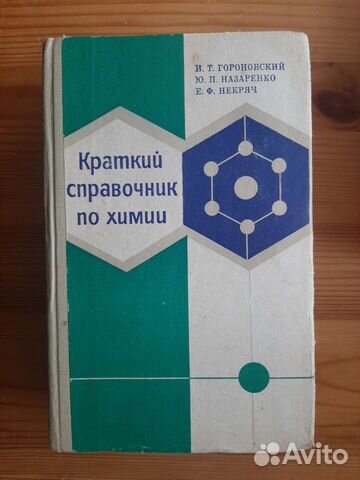 И. Т. ГОРОНОВСКИЙ
Ю. П. НАЗАРЕНКО
Е. Ф. НЕКРЯЧ
Краткий
справочник
по химии
Avito